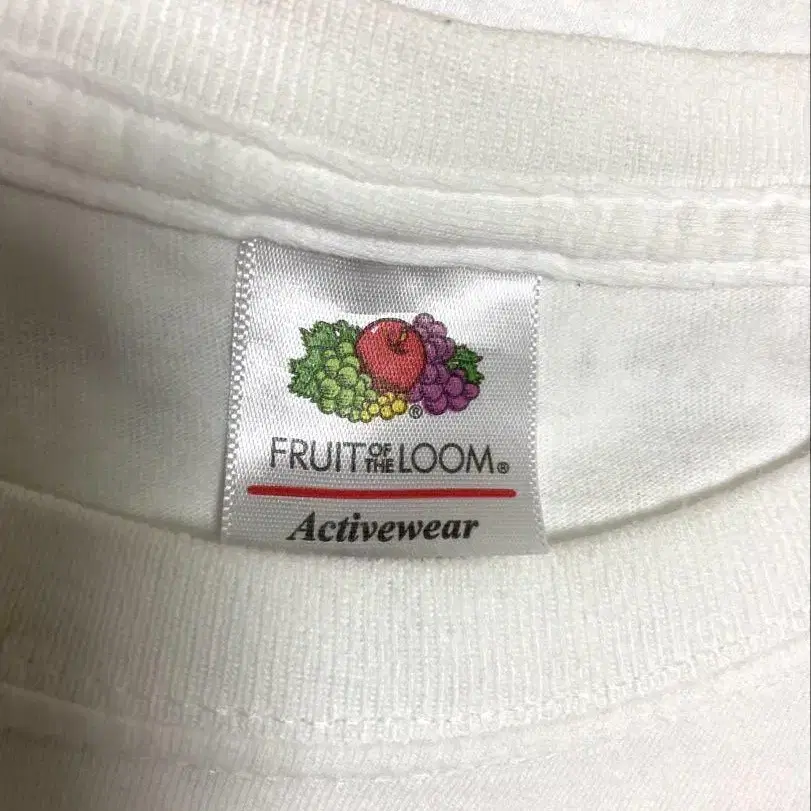 ®
FRUIT OF THE LOOM®
Activewear